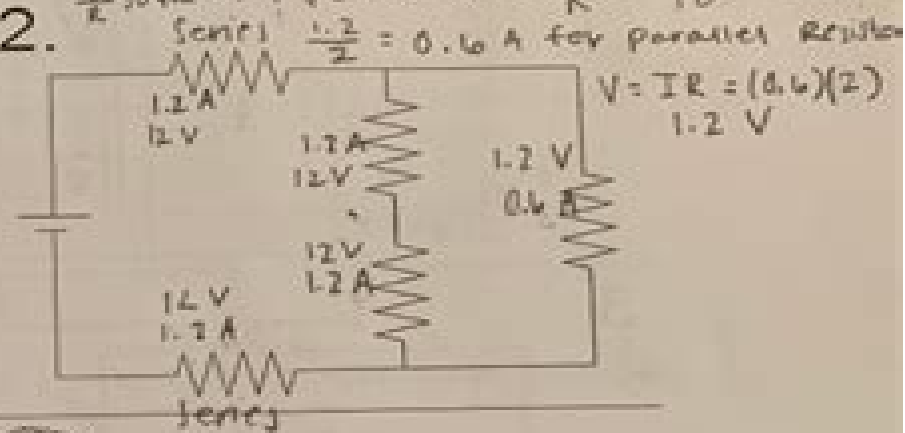 2.
Series 1.2/2 = 0.6 A for parallel
V = IR = (0.6)(2)
1.2 V
1.2 A
12 V
1.2 A
12 V
1.2 V
0.6 A
12 V
1.2 A
12 V
1.2 A
Series